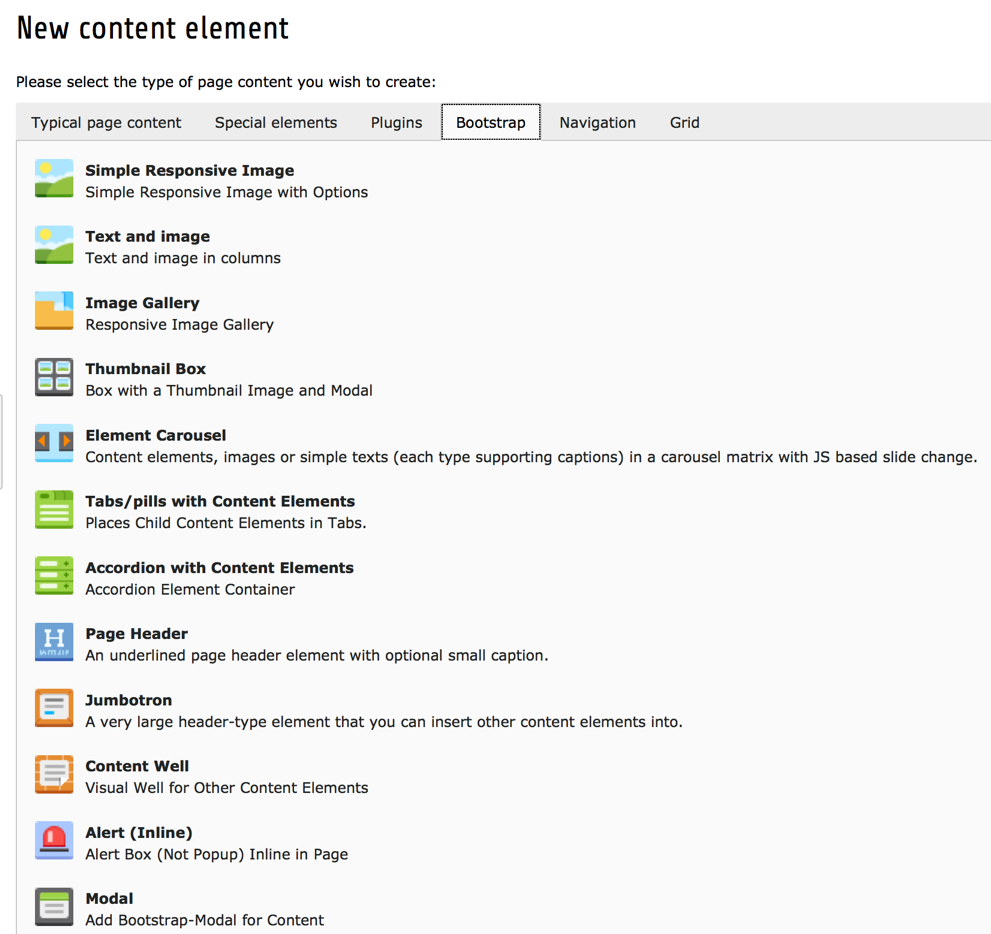 New content element
Please select the type of page content you wish to create:
Typical page content Special elements Plugins Bootstrap Navigation Grid
Simple Responsive Image
Simple Responsive Image with Options
Text and image
Text and image in columns
Image Gallery
Responsive Image Gallery
Thumbnail Box
Box with a Thumbnail Image and Modal
Element Carousel
Content elements, images or simple texts (each type supporting captions) in a carousel matrix with JS based slide change.
Tabs/pills with Content Elements
Places Child Content Elements in Tabs.
Accordion with Content Elements
Accordion Element Container
H
Page Header
An underlined page header element with optional small caption.
Jumbotron
A very large header-type element that you can insert other content elements into.
Content Well
Visual Well for Other Content Elements
Alert (Inline)
Alert Box (Not Popup) Inline in Page
Modal
Add Bootstrap-Modal for Content